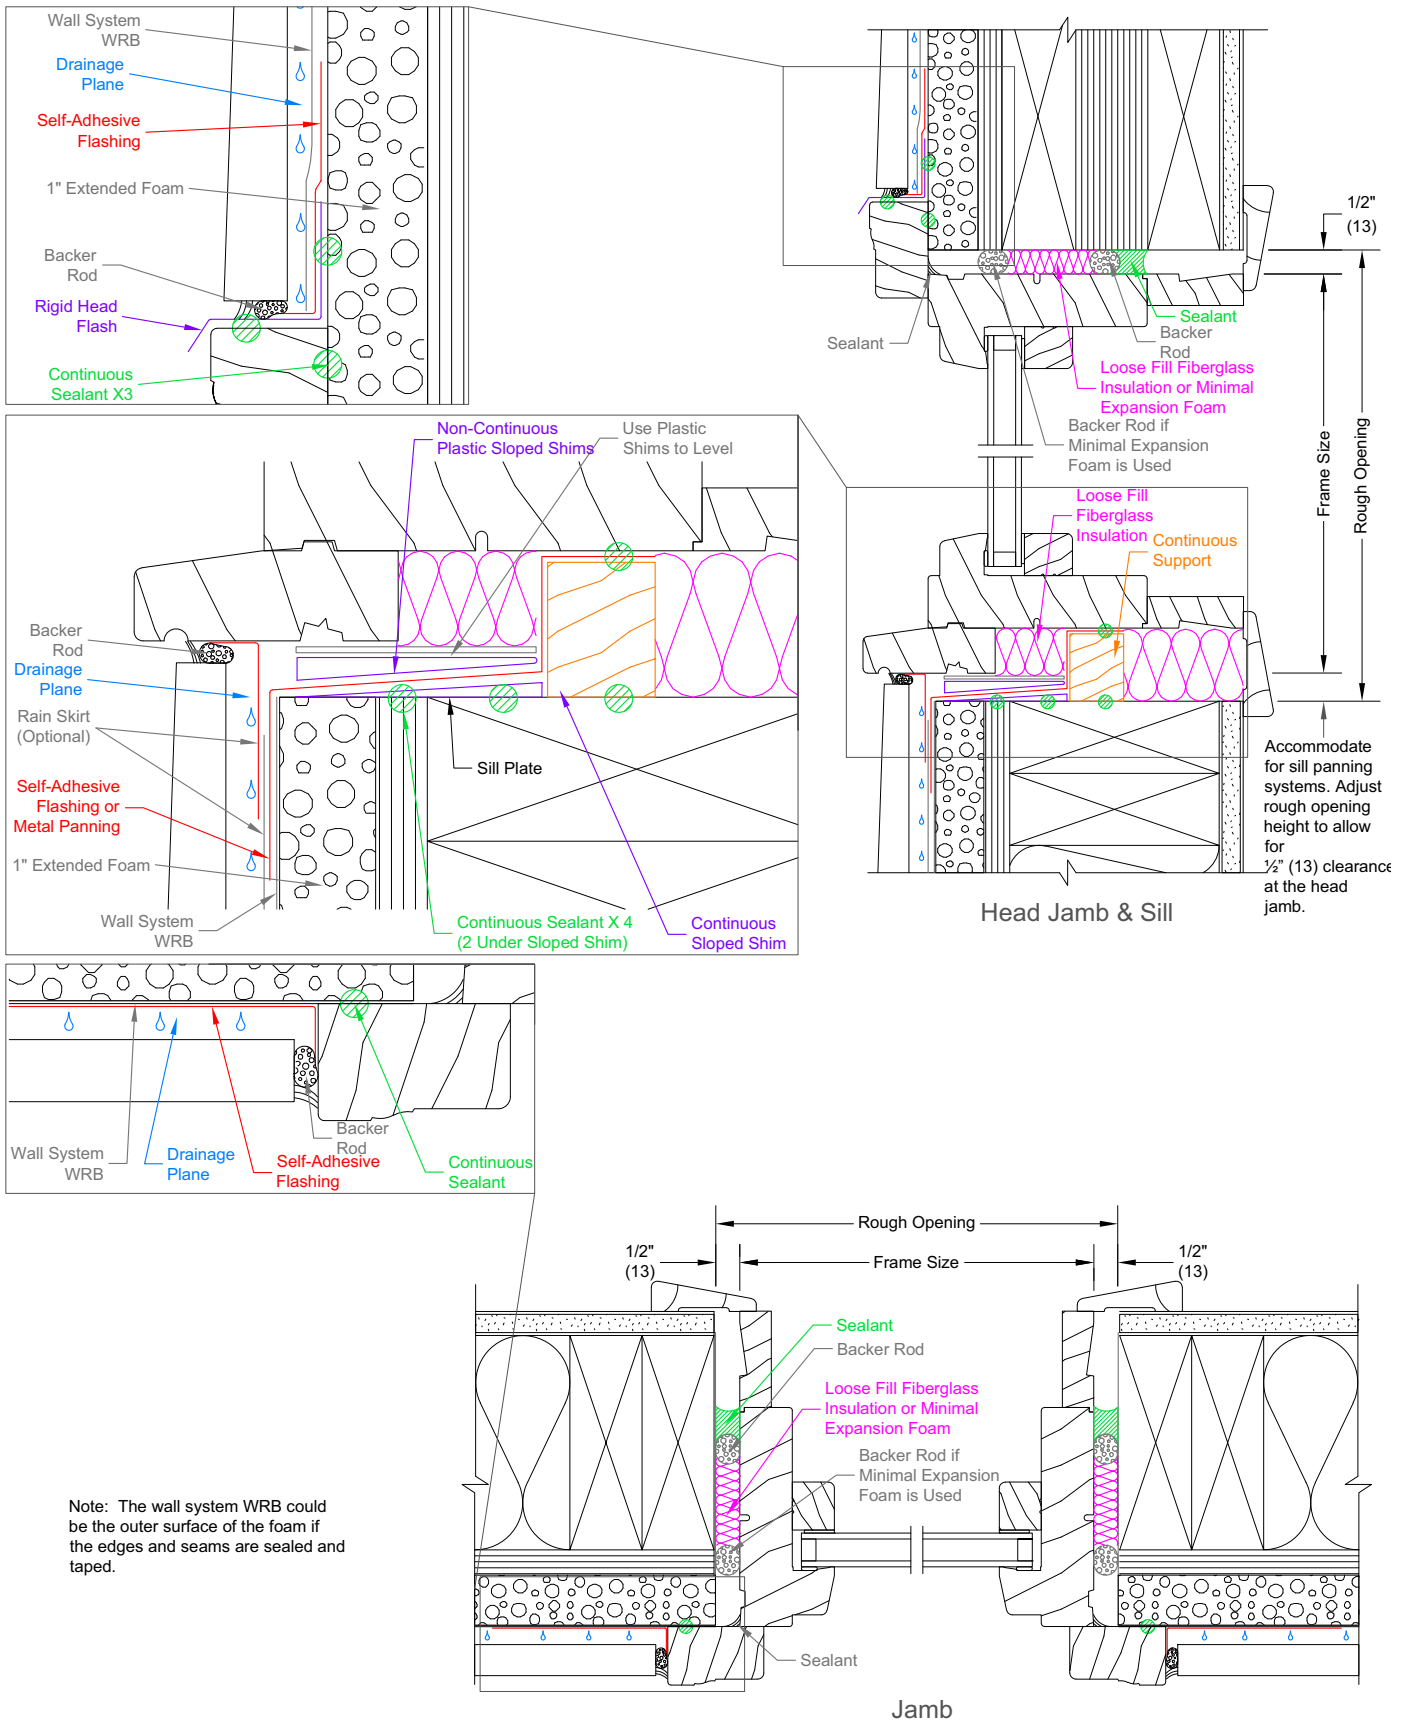 Wall System
WRB
Drainage
Plane
Self-Adhesive
Flashing
1" Extended Foam
Backer
Rod
Rigid Head
Flash
Continuous
Sealant X3
1/2"
(13)
Sealant
Sealant
Backer
Rod
Loose Fill Fiberglass
Insulation or Minimal
Expansion Foam
Backer Rod if
Minimal Expansion
Foam is Used
Frame Size
Rough Opening
Non-Continuous
Plastic Sloped Shims
Use Plastic
Shims to Level
Backer
Rod
Drainage
Plane
Rain Skirt
(Optional)
Self-Adhesive
Flashing or
Metal Panning
1" Extended Foam
Wall System
WRB
Sill Plate
Continuous Sealant X 4
(2 Under Sloped Shim)
Continuous
Sloped Shim
Loose Fill
Fiberglass
Insulation
Continuous
Support
Accommodate
for sill panning
systems. Adjust
rough opening
height to allow
for
½” (13) clearance
at the head
jamb.
Head Jamb & Sill
Wall System
WRB
Drainage
Plane
Self-Adhesive
Flashing
Backer
Rod
Continuous
Sealant
Rough Opening
1/2"
(13)
Frame Size
1/2"
(13)
Sealant
Backer Rod
Loose Fill Fiberglass
Insulation or Minimal
Expansion Foam
Backer Rod if
Minimal Expansion
Foam is Used
Note: The wall system WRB could
be the outer surface of the foam if
the edges and seams are sealed and
taped.
Sealant
Jamb